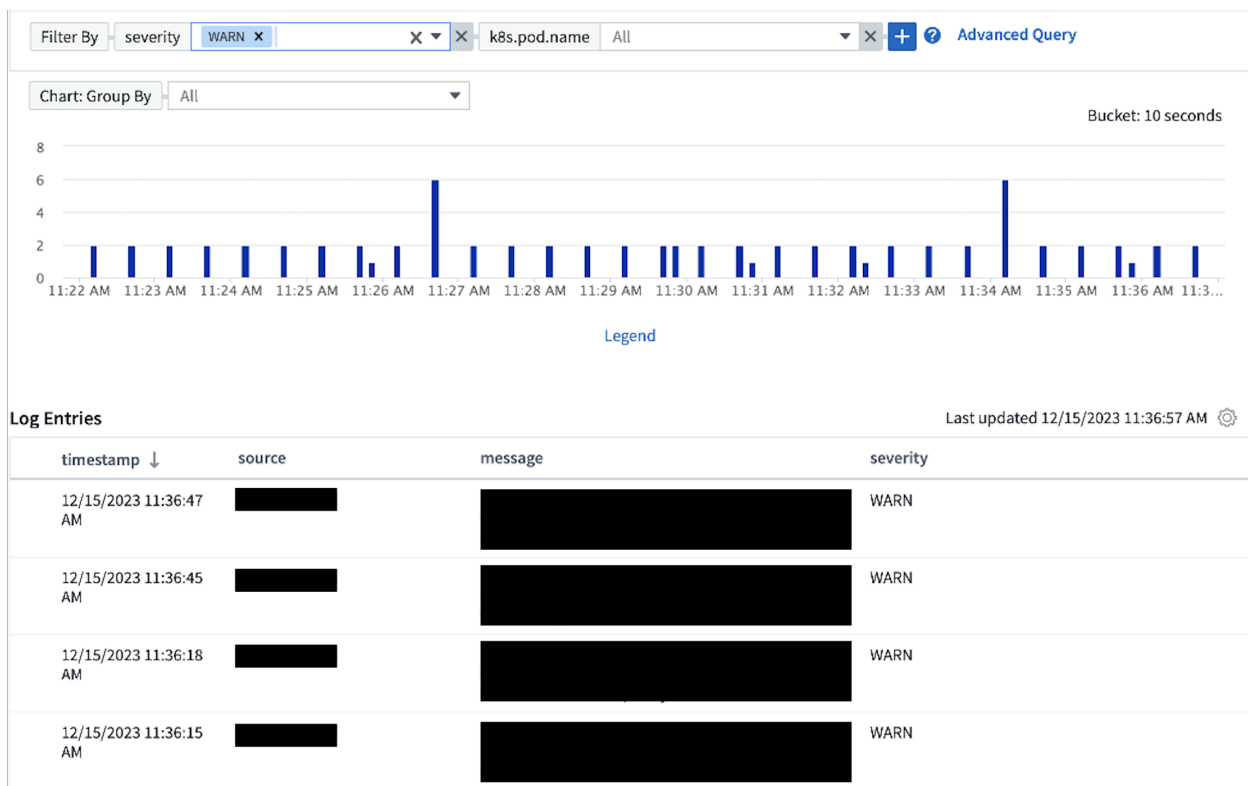 Filter By severity WARN × × × k8s.pod.name All × + ? Advanced Query
Chart: Group By All
Bucket: 10 seconds
8
6
4
2
0
11:22 AM 11:23 AM 11:24 AM 11:25 AM 11:26 AM 11:27 AM 11:28 AM 11:29 AM 11:30 AM 11:31 AM 11:32 AM 11:33 AM 11:34 AM 11:35 AM 11:36 AM 11:3...
Legend
Log Entries Last updated 12/15/2023 11:36:57 AM
timestamp ↓ source message severity
12/15/2023 11:36:47 WARN
AM
12/15/2023 11:36:45 WARN
AM
12/15/2023 11:36:18 WARN
AM
12/15/2023 11:36:15 WARN
AM